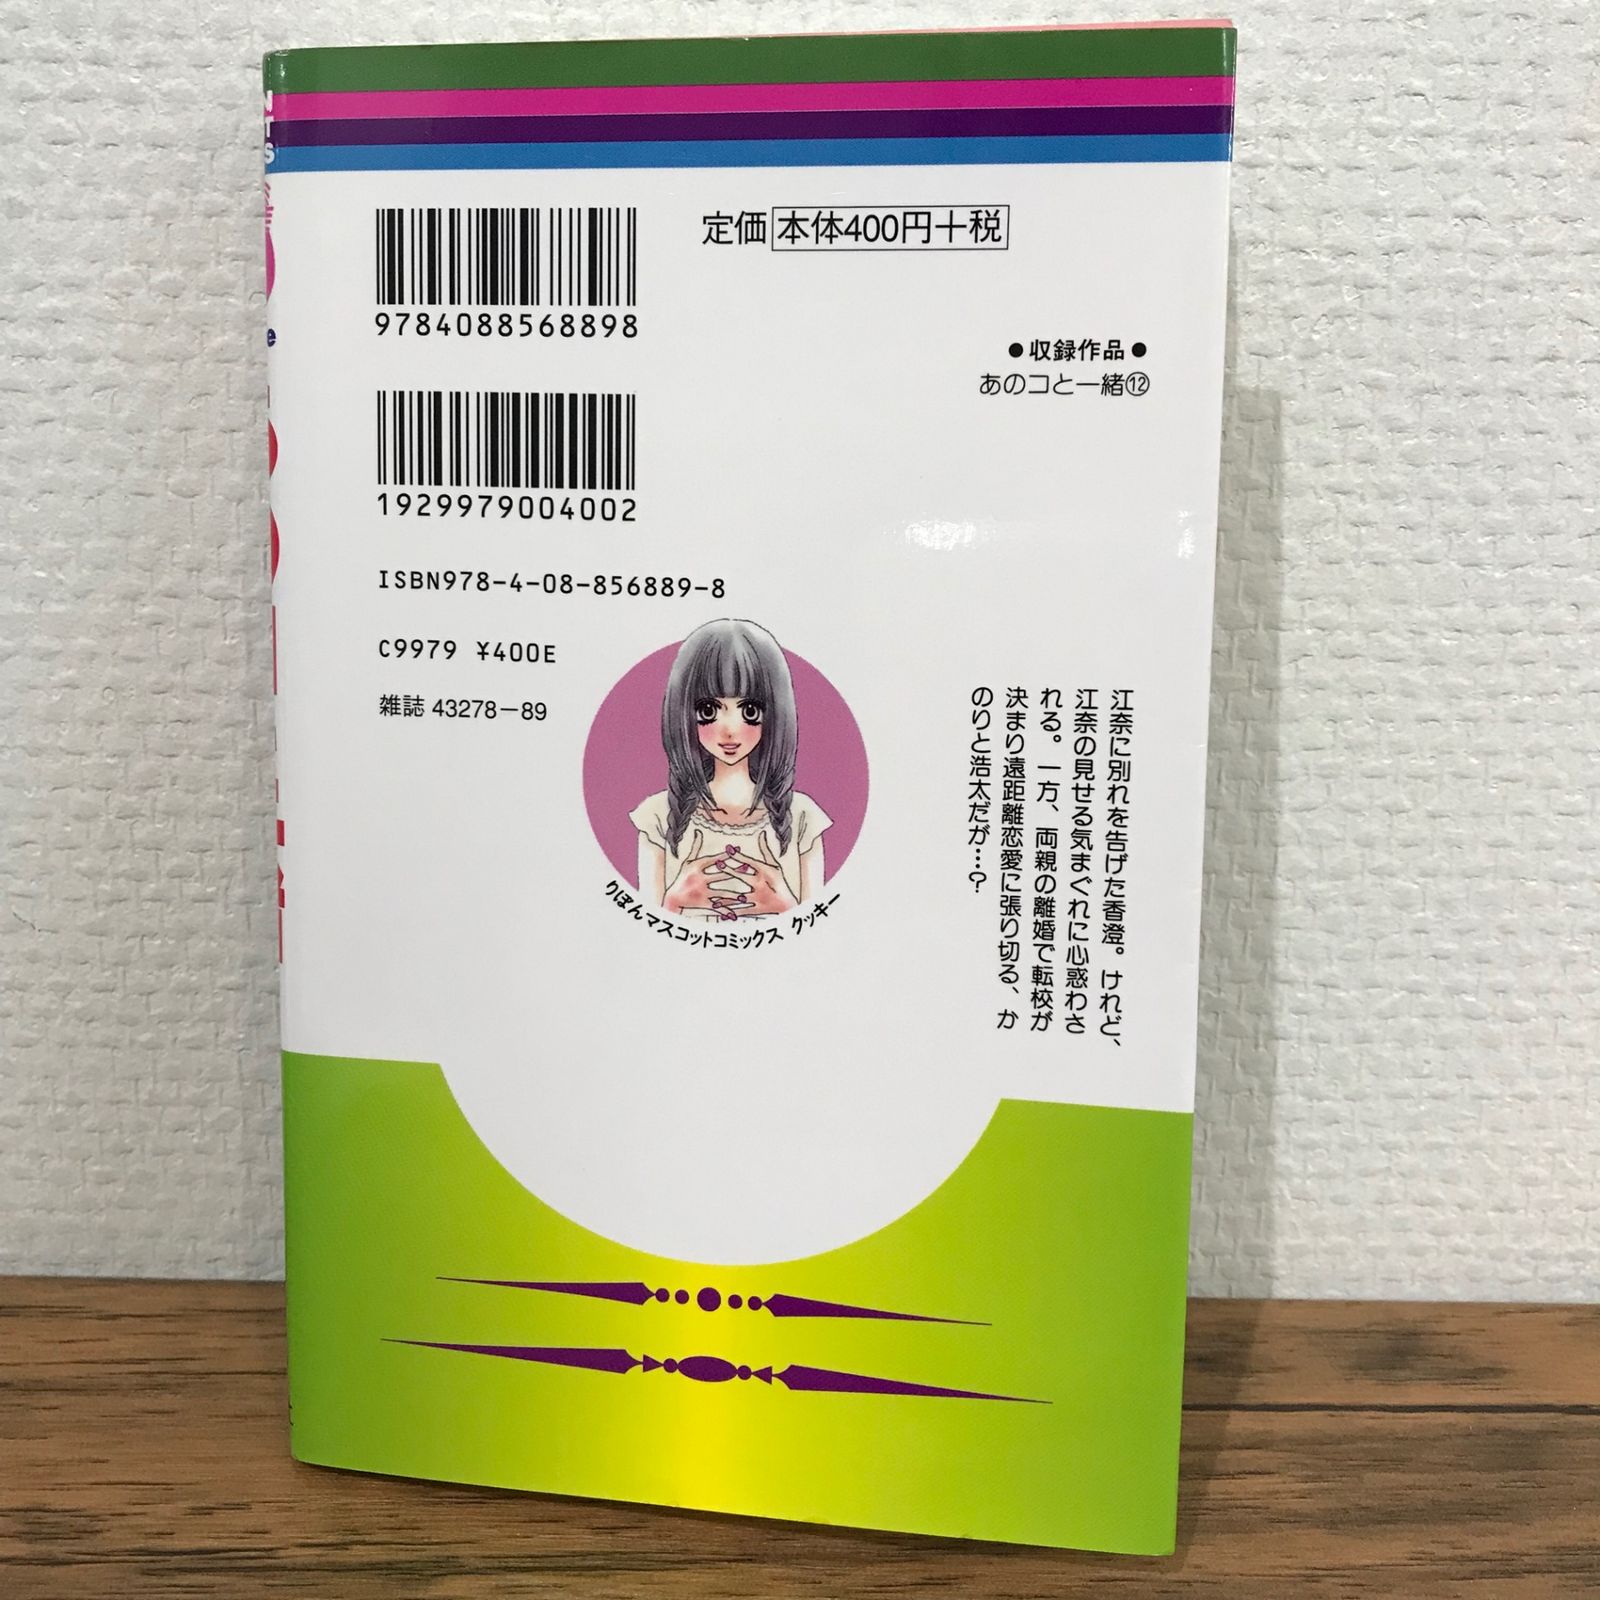 定価 本体400円+税
9784088568898
●収録作品●
あのコと一緒⑫
1929979004002
ISBN978-4-08-856889-8
C9979 ¥400E
雑誌 43278-89
りぼんマスコットコミックス クッキー
江奈に別れを告げた香澄。けれど、
江奈の見せる気まぐれに心惑わさ
れる。一方、両親の離婚で転校が
決まり遠距離恋愛に張り切る、か
のりと浩太だが…?